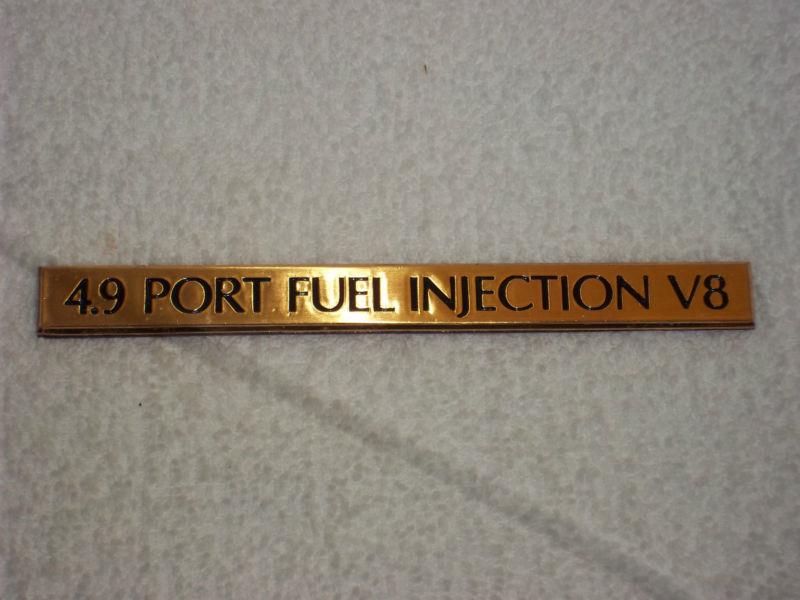 4.9 PORT FUEL INJECTION V8